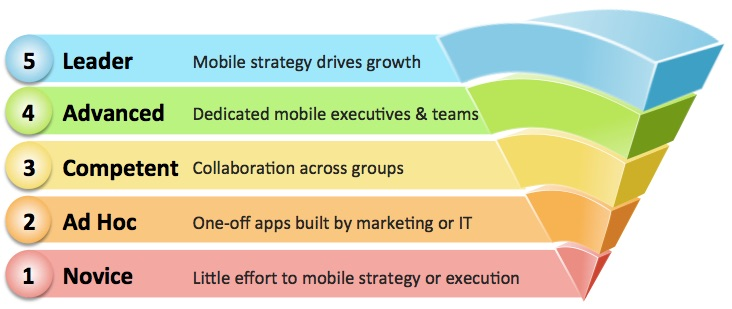 5 Leader Mobile strategy drives growth
4 Advanced Dedicated mobile executives & teams
3 Competent Collaboration across groups
2 Ad Hoc One-off apps built by marketing or IT
1 Novice Little effort to mobile strategy or execution